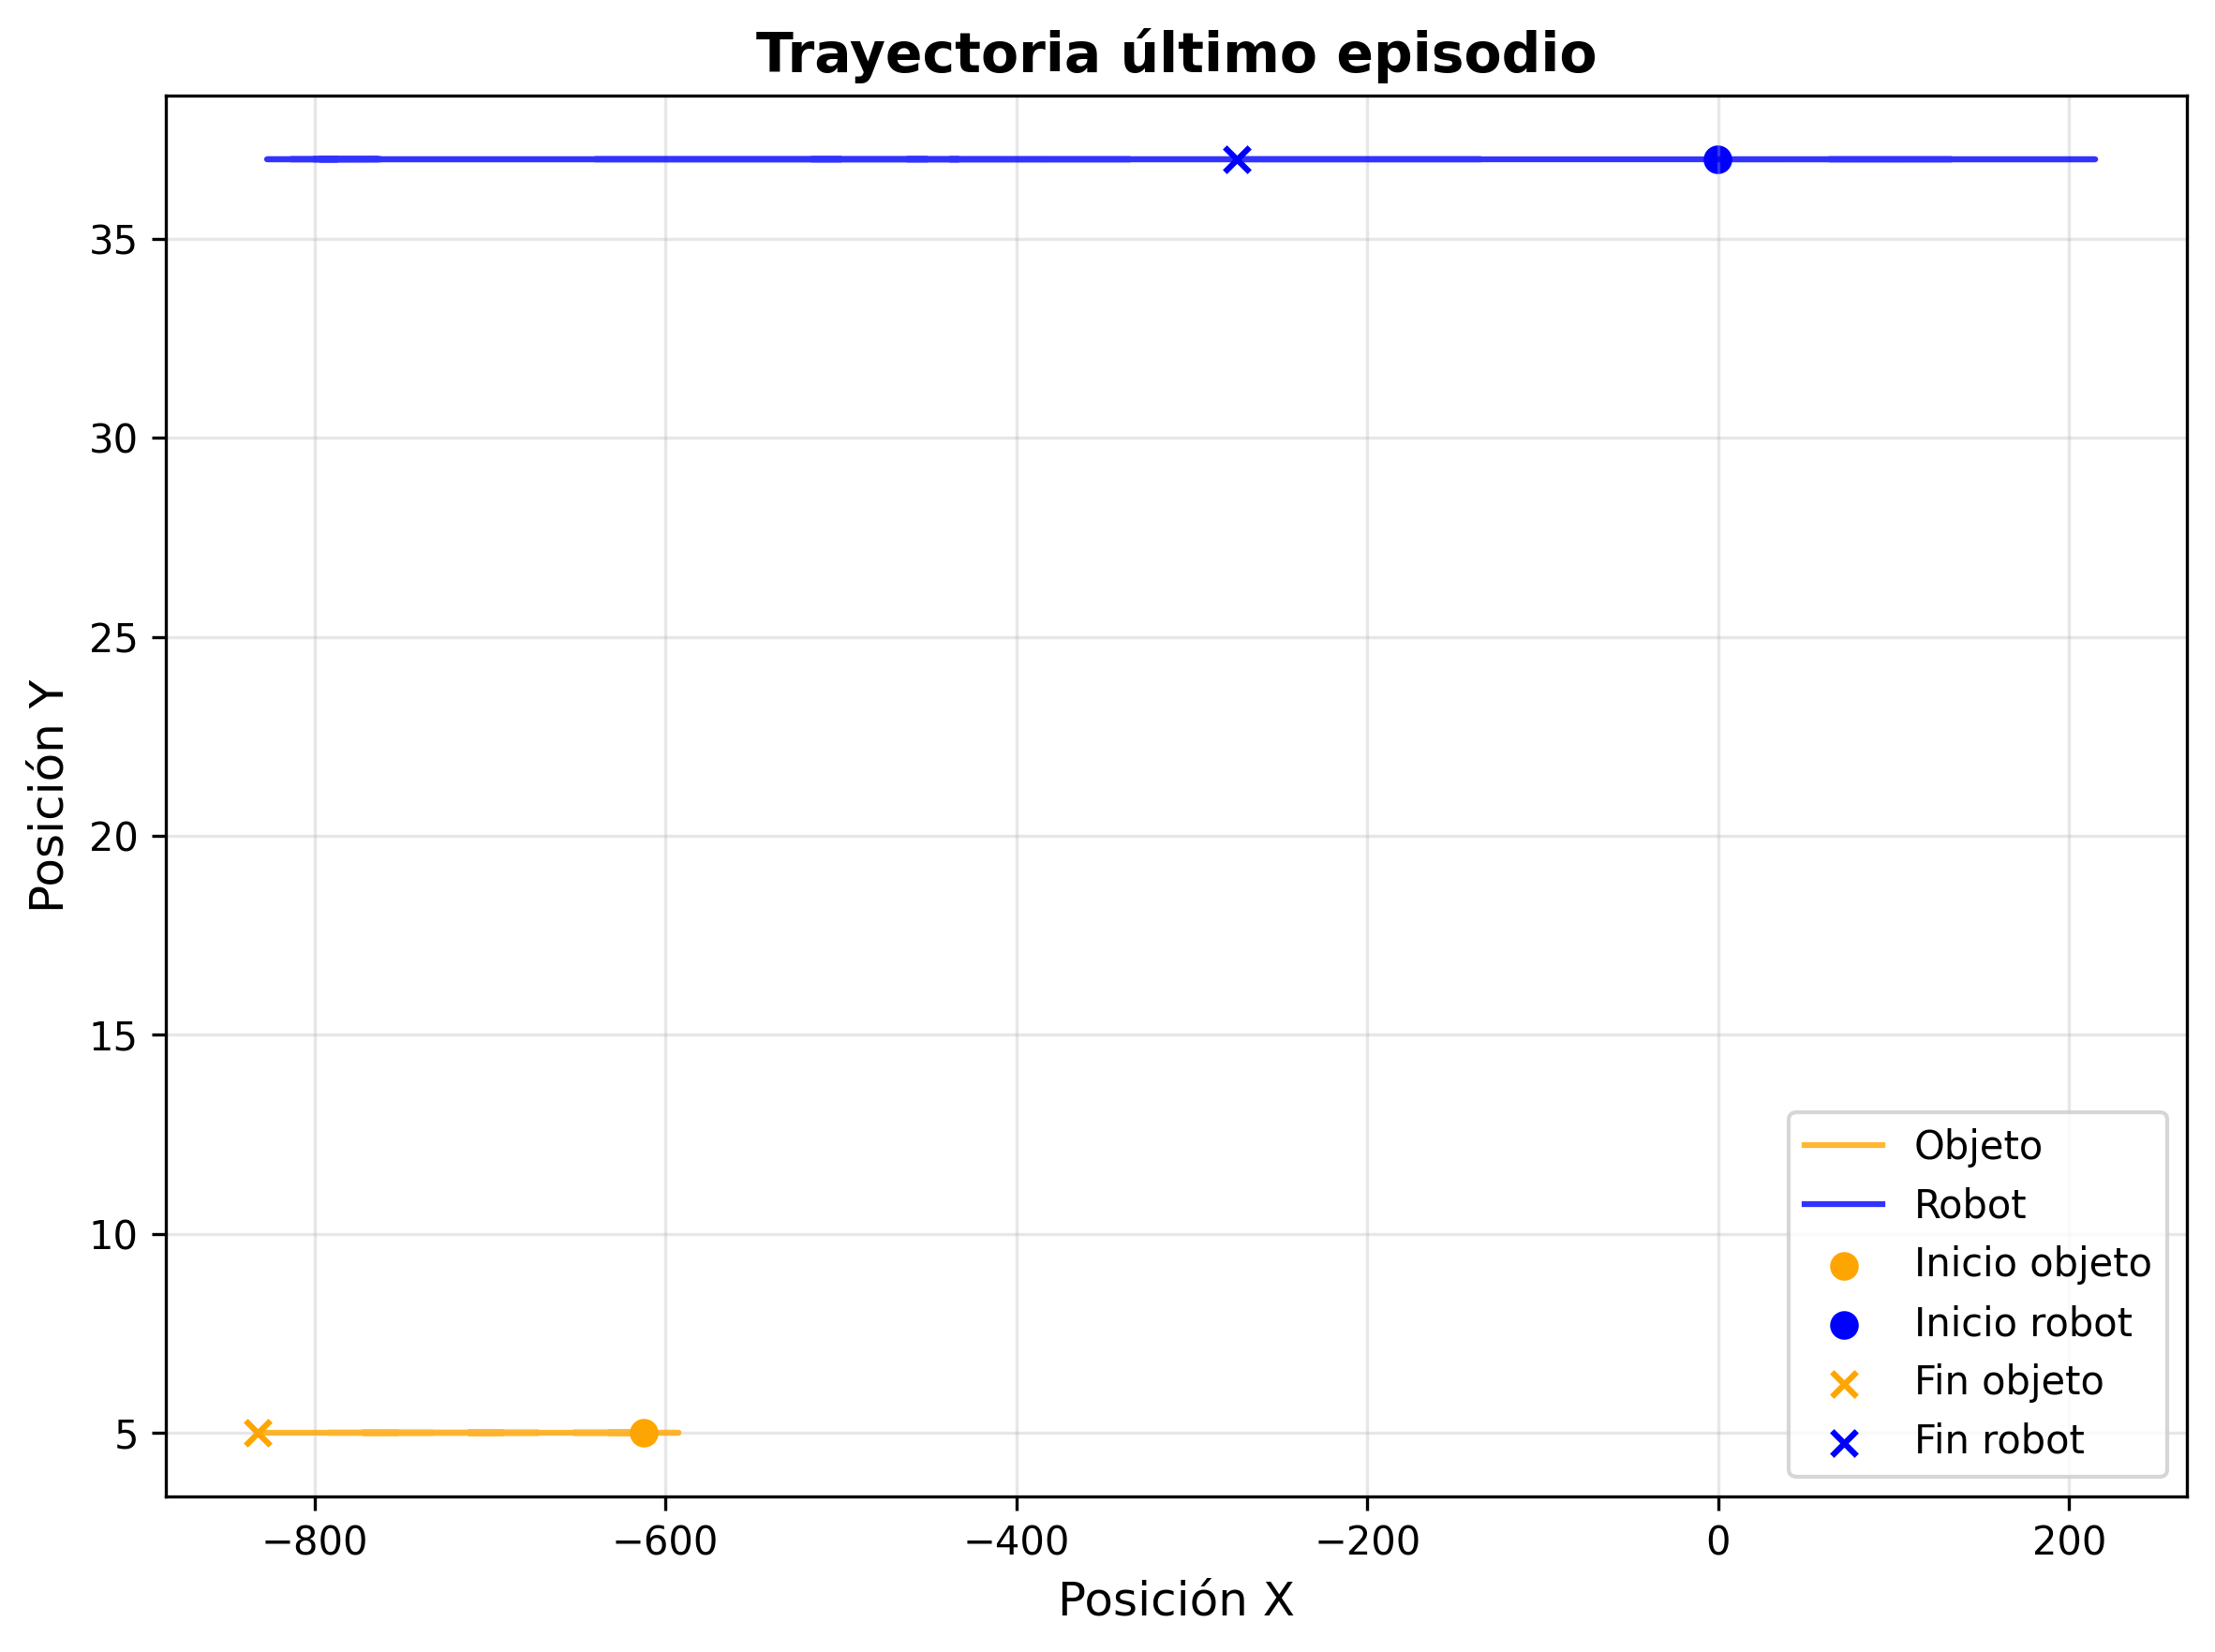 Trayectoria último episodio
Posición Y
35
30
25
20
15
10
5
−800
−600
−400
−200
0
200
Posición X
Objeto
Robot
Inicio objeto
Inicio robot
Fin objeto
Fin robot